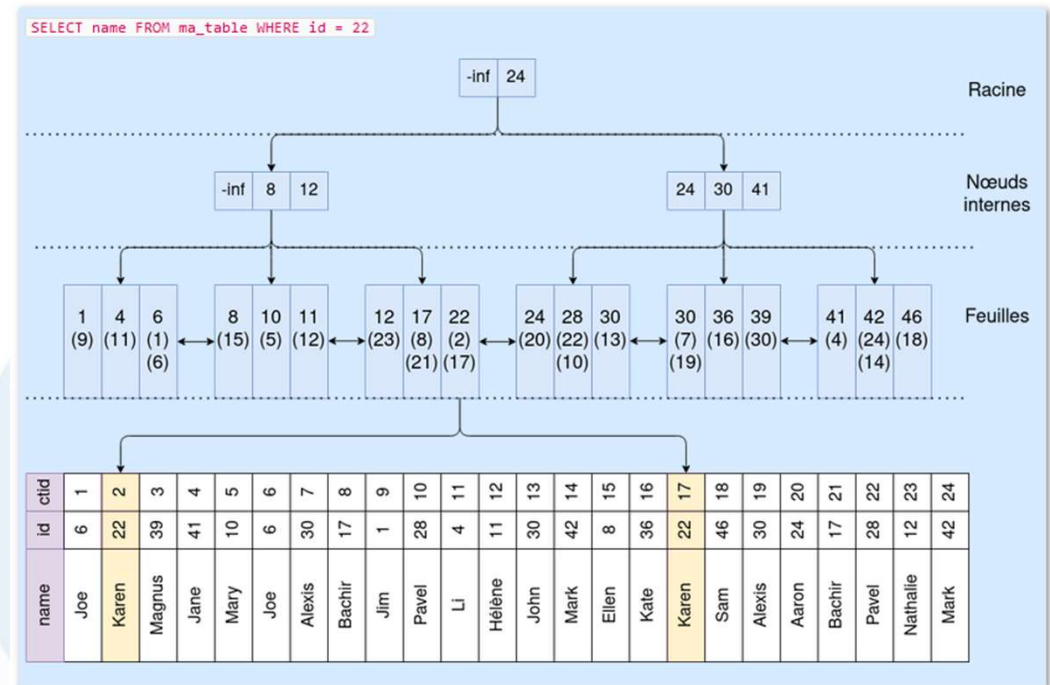 SELECT name FROM ma_table WHERE id = 22
-inf 24
Racine
-inf 8 12
24 30 41
Nœuds
internes
1 4 6 8 10 11 12 17 22 24 28 30 30 36 39 41 42 46
Feuilles
(9) (11) (1) (15) (5) (12) (23) (8) (2) (20) (22) (13) (7) (16) (30) (4) (24) (18)
(6) (21) (17) (10) (19) (14)
ctid 1 2 3 4 5 6 7 8 9 10 11 12 13 14 15 16 17 18 19 20 21 22 23 24
id 6 22 39 41 10 6 30 17 1 28 4 11 30 42 8 36 22 46 30 24 17 28 12 42
name Joe Karen Magnus Jane Mary Joe Alexis Bachir Jim Pavel Li Hélène John Mark Ellen Kate Karen Sam Alexis Aaron Bachir Pavel Nathalie Mark